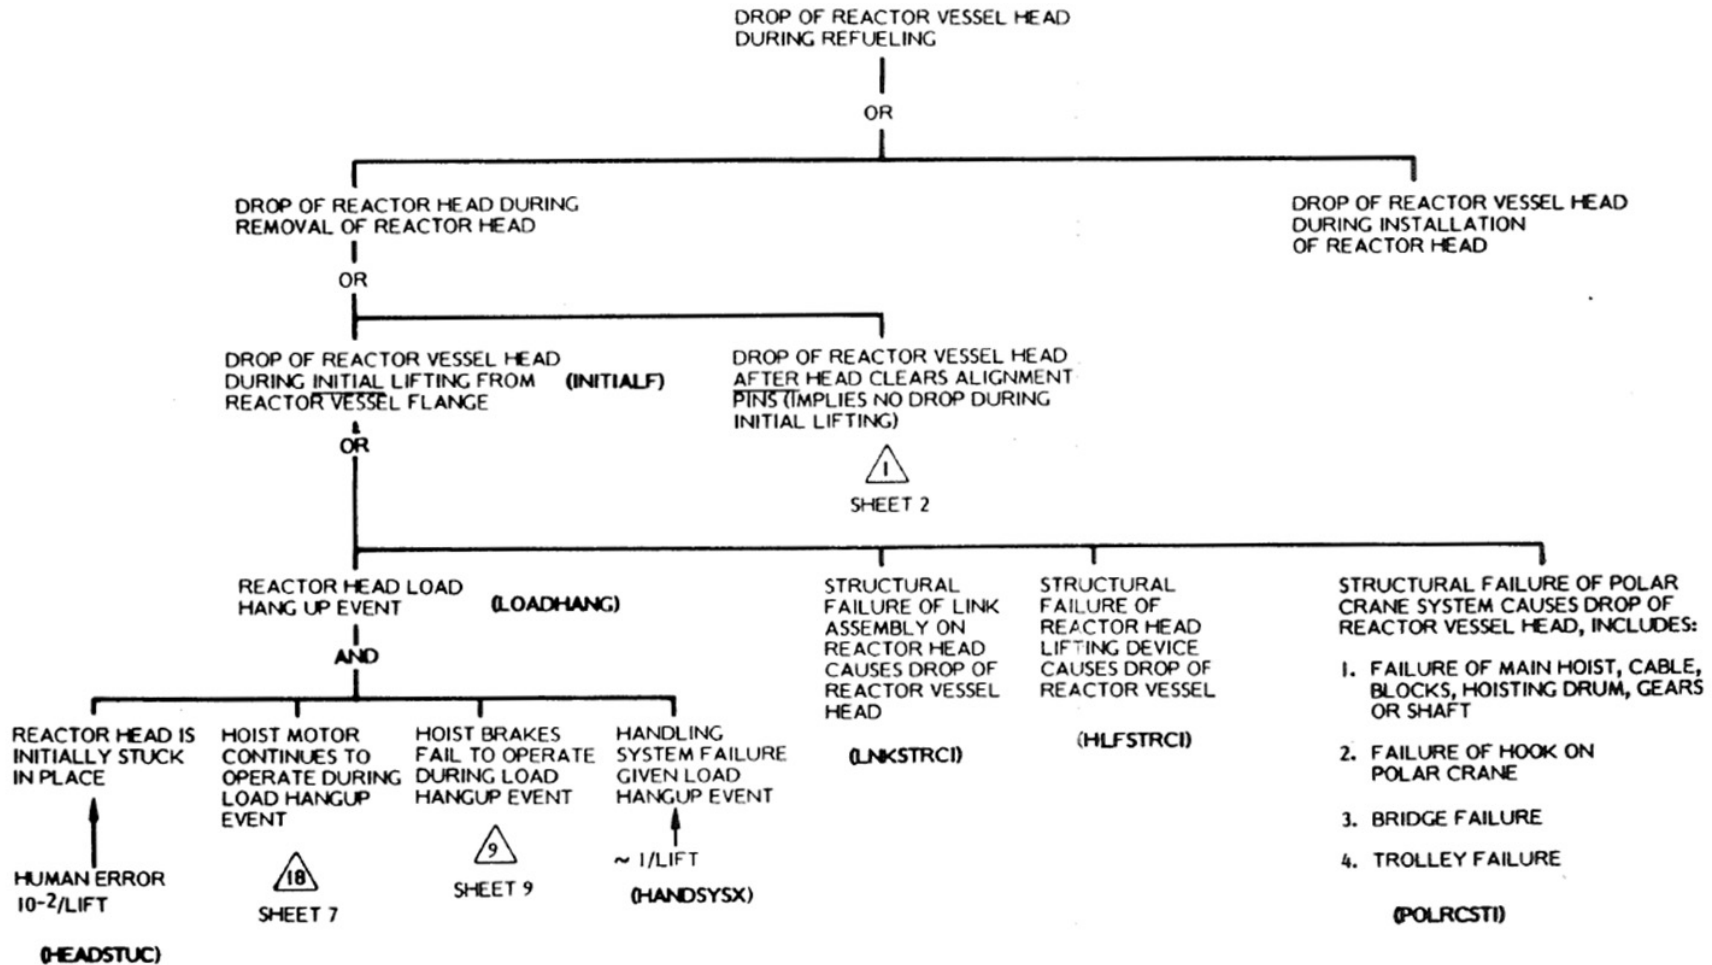 DROP OF REACTOR VESSEL HEAD
DURING REFUELING
OR
DROP OF REACTOR HEAD DURING
REMOVAL OF REACTOR HEAD
DROP OF REACTOR VESSEL HEAD
DURING INSTALLATION
OF REACTOR HEAD
OR
DROP OF REACTOR VESSEL HEAD
DURING INITIAL LIFTING FROM (INITIALF)
REACTOR VESSEL FLANGE
DROP OF REACTOR VESSEL HEAD
AFTER HEAD CLEARS ALIGNMENT
PINS (IMPLIES NO DROP DURING
INITIAL LIFTING)
1
SHEET 2
OR
REACTOR HEAD LOAD
HANG UP EVENT (LOADHANG)
AND
STRUCTURAL
FAILURE OF LINK
ASSEMBLY ON
REACTOR HEAD
CAUSES DROP OF
REACTOR VESSEL
HEAD
(LNKSTRCI)
STRUCTURAL
FAILURE OF
REACTOR HEAD
LIFTING DEVICE
CAUSES DROP OF
REACTOR VESSEL
(HLFSTRCI)
STRUCTURAL FAILURE OF POLAR
CRANE SYSTEM CAUSES DROP OF
REACTOR VESSEL HEAD, INCLUDES:
1. FAILURE OF MAIN HOIST, CABLE,
BLOCKS, HOISTING DRUM, GEARS
OR SHAFT
2. FAILURE OF HOOK ON
POLAR CRANE
3. BRIDGE FAILURE
4. TROLLEY FAILURE
(POLRCSTI)
REACTOR HEAD IS
INITIALLY STUCK
IN PLACE
HUMAN ERROR
10-2/LIFT
(HEADSTUC)
HOIST MOTOR
CONTINUES TO
OPERATE DURING
LOAD HANGUP
EVENT
18
SHEET 7
HOIST BRAKES
FAIL TO OPERATE
DURING LOAD
HANGUP EVENT
9
SHEET 9
HANDLING
SYSTEM FAILURE
GIVEN LOAD
HANGUP EVENT
~ 1/LIFT
(HANDSYSX)